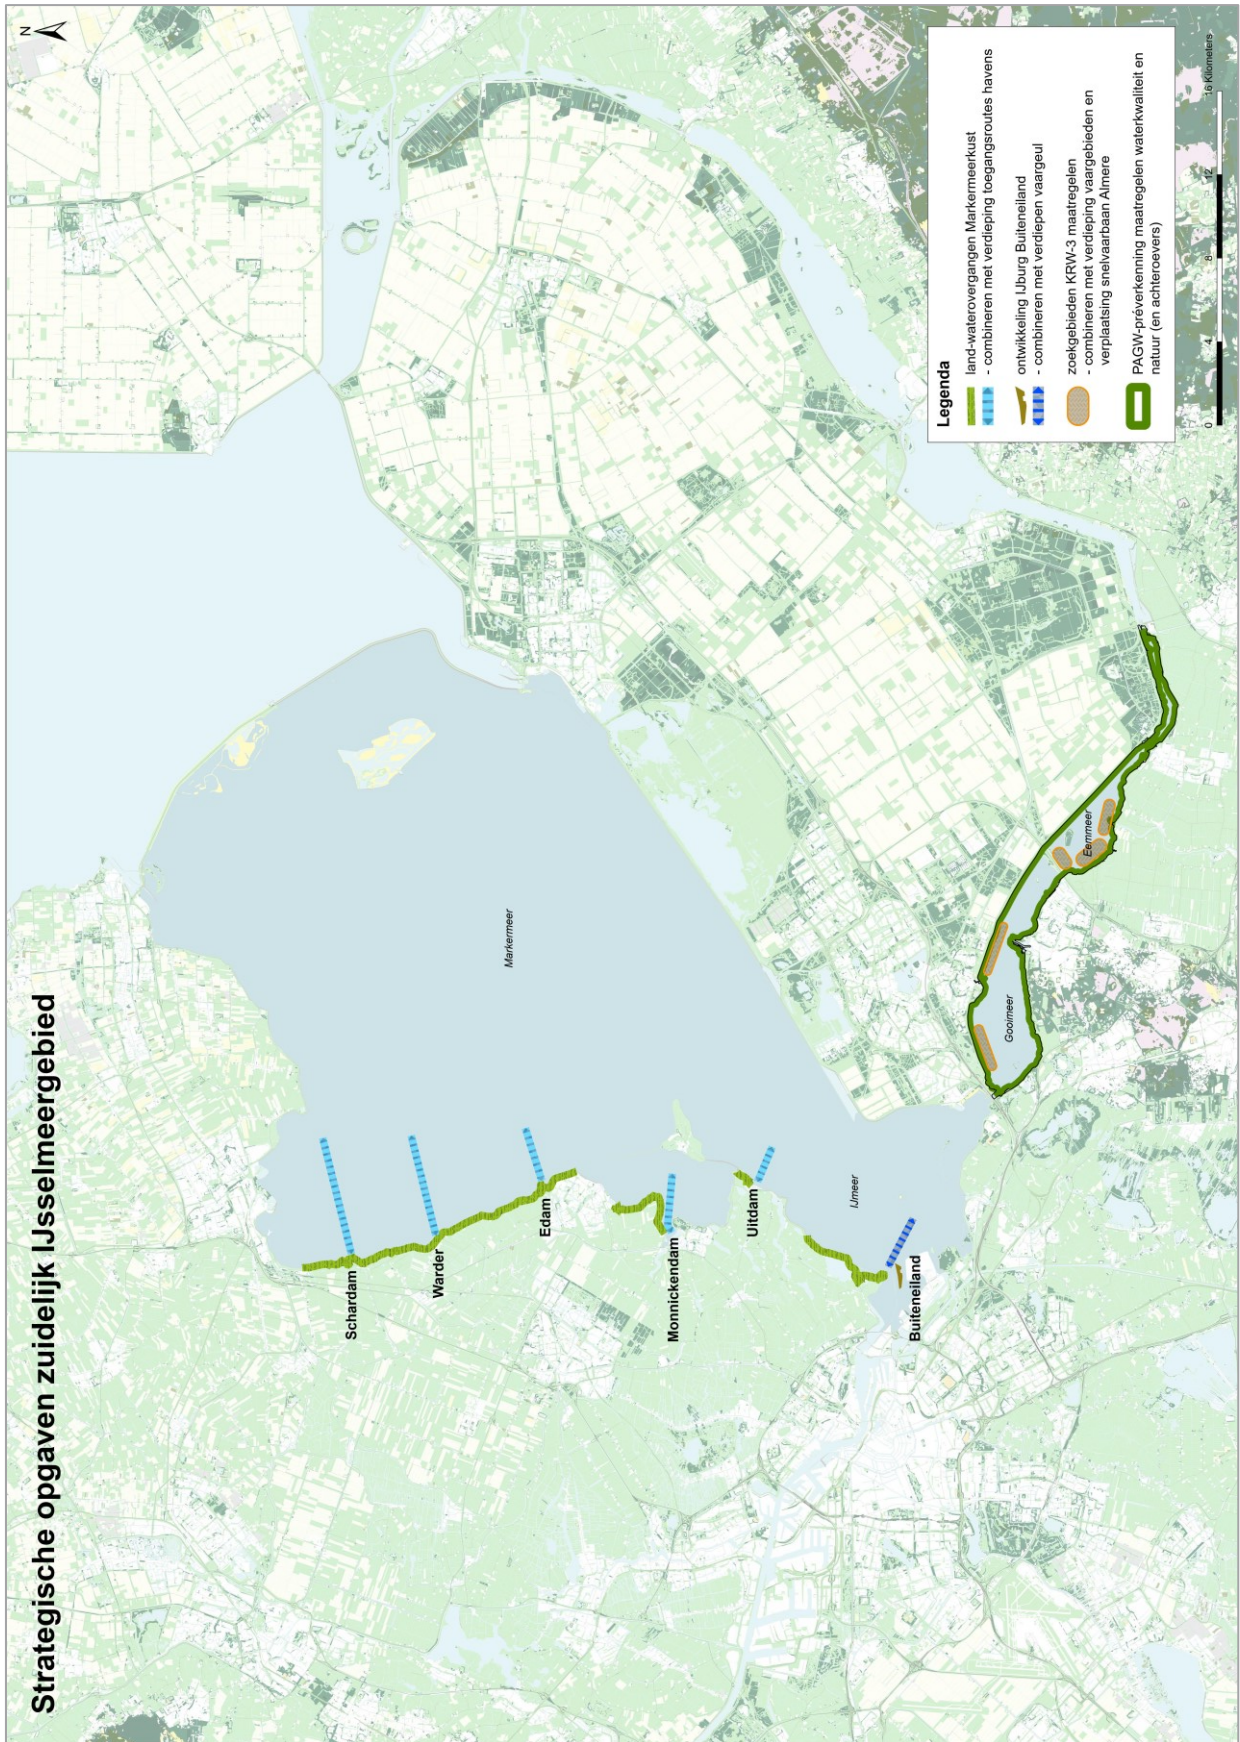 Strategische opgaven zuidelijk IJsselmeergebied
N
Schardam
Warder
Edam
Monnickendam
Uitdam
Buiteneiland
Markermeer
IJmeer
Gooimeer
Eemmeer
Legenda
land-waterovergangen Markermeerkust
- combineren met verdieping toegangsroutes havens
ontwikkeling IJburg Buiteneiland
- combineren met verdiepen vaargeul
zoekgebieden KRW-3 maatregelen
- combineren met verdieping vaargebieden en
verplaatsing snelvaarbaan Almere
PAGW-préverkenning maatregelen waterkwaliteit en
natuur (en achteroevers)
0 4 8 12 16 Kilometers